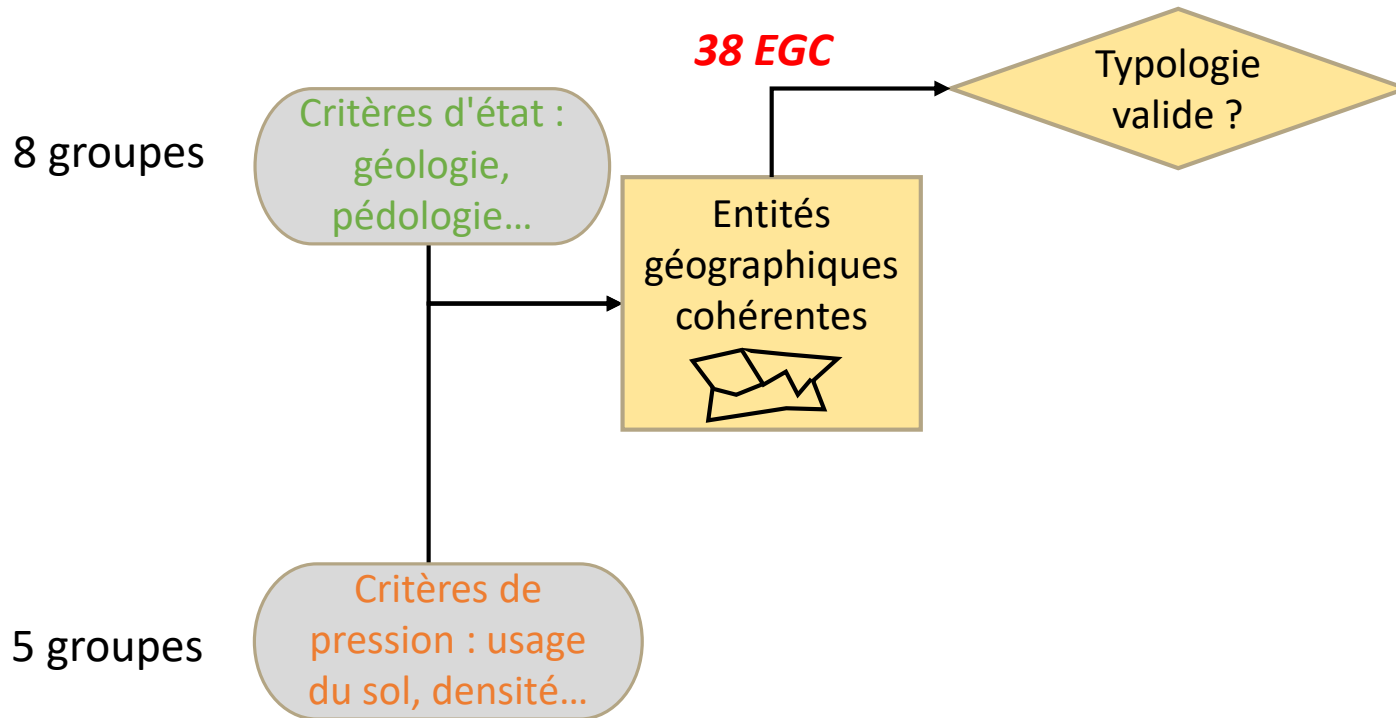 38 EGC
Typologie
valide ?
8 groupes
Critères d'état :
géologie,
pédologie…
Entités
géographiques
cohérentes
5 groupes
Critères de
pression : usage
du sol, densité…